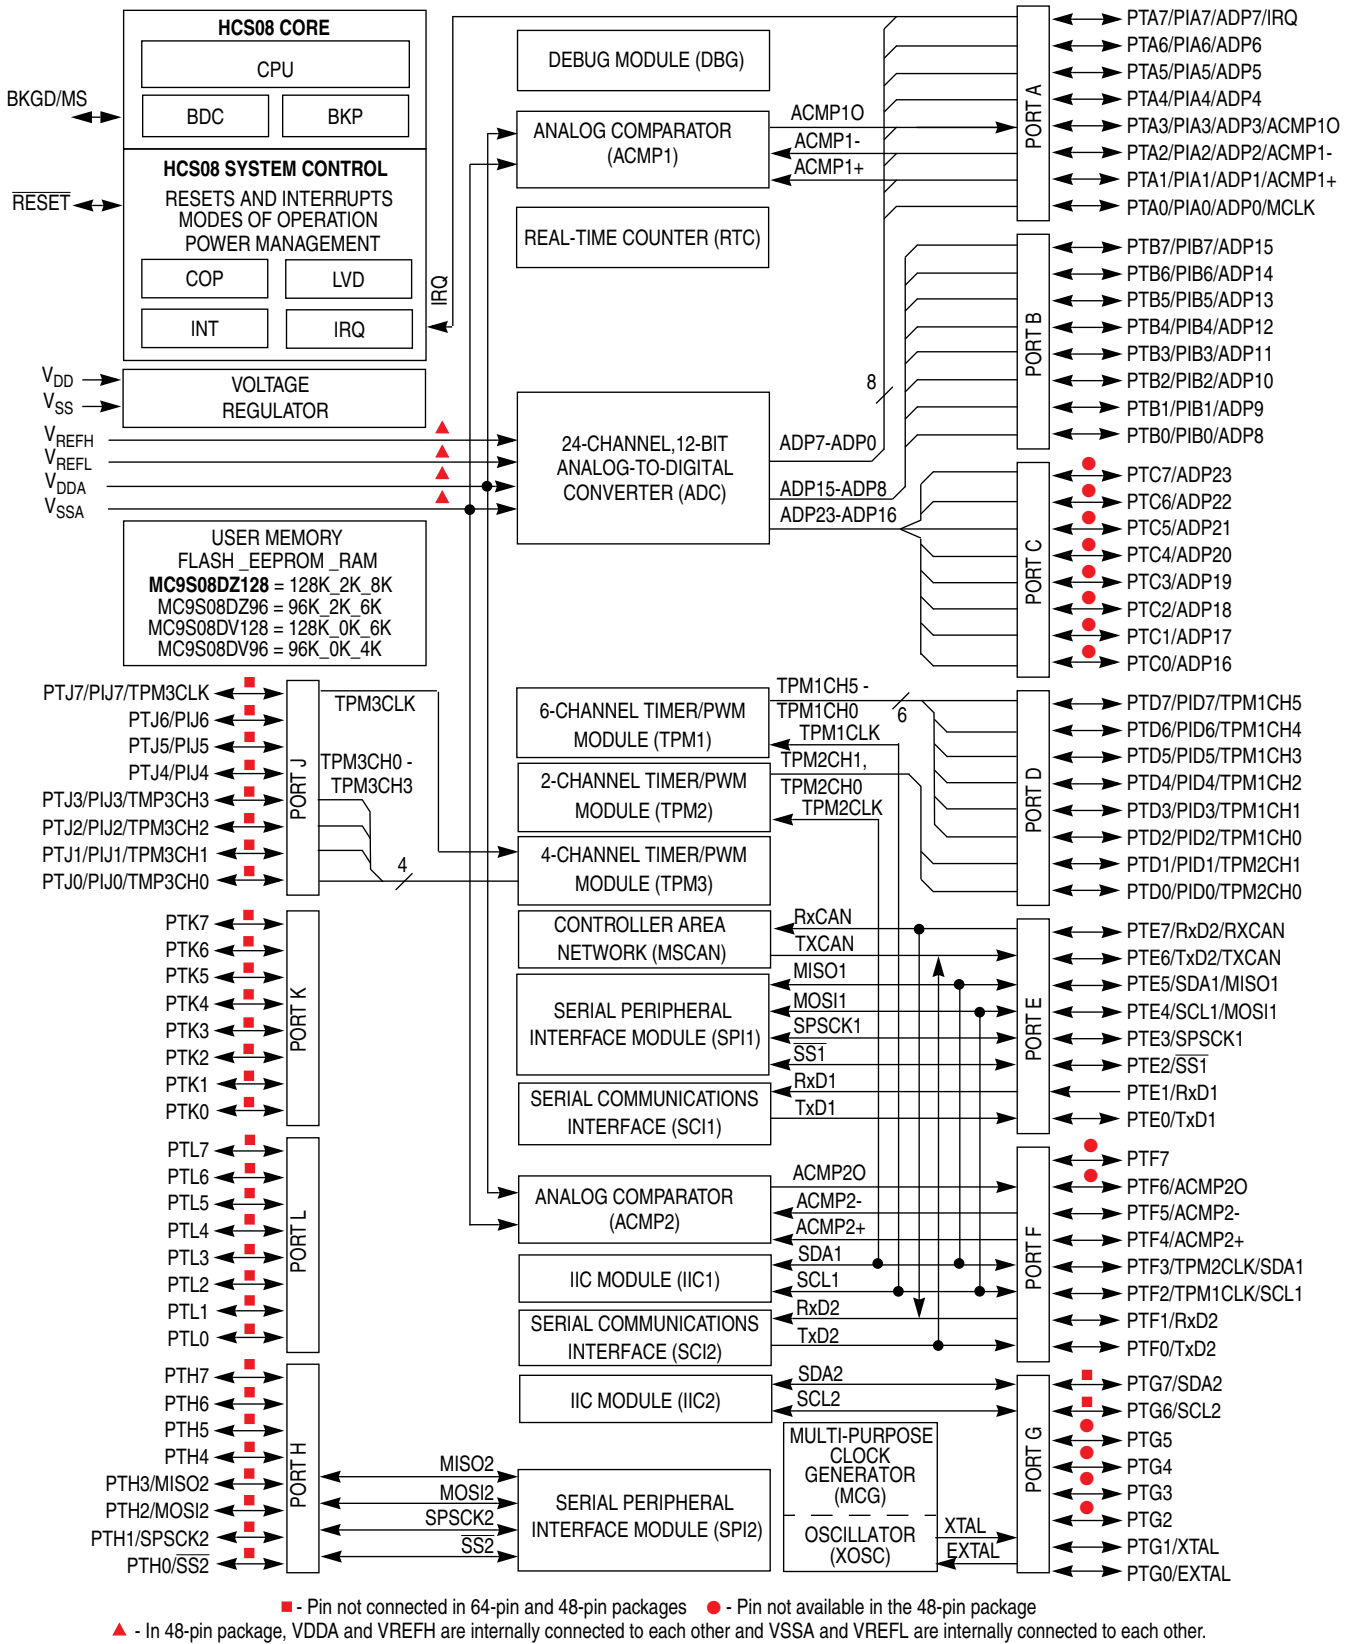 HCS08 CORE
CPU
BDC
BKP
BKGD/MS
HCS08 SYSTEM CONTROL
RESETS AND INTERRUPTS
MODES OF OPERATION
POWER MANAGEMENT
COP
LVD
INT
IRQ
RESET
IRQ
VDD
VSS
VOLTAGE
REGULATOR
VREFH
VREFL
VDDA
VSSA
USER MEMORY
FLASH _EEPROM _RAM
MC9S08DZ128 = 128K_2K_8K
MC9S08DZ96 = 96K_2K_6K
MC9S08DV128 = 128K_0K_6K
MC9S08DV96 = 96K_0K_4K
DEBUG MODULE (DBG)
ANALOG COMPARATOR
(ACMP1)
ACMP1O
ACMP1-
ACMP1+
REAL-TIME COUNTER (RTC)
24-CHANNEL,12-BIT
ANALOG-TO-DIGITAL
CONVERTER (ADC)
8
ADP7-ADP0
ADP15-ADP8
ADP23-ADP16
PORT A
PTA7/PIA7/ADP7/IRQ
PTA6/PIA6/ADP6
PTA5/PIA5/ADP5
PTA4/PIA4/ADP4
PTA3/PIA3/ADP3/ACMP1O
PTA2/PIA2/ADP2/ACMP1-
PTA1/PIA1/ADP1/ACMP1+
PTA0/PIA0/ADP0/MCLK
PORT B
PTB7/PIB7/ADP15
PTB6/PIB6/ADP14
PTB5/PIB5/ADP13
PTB4/PIB4/ADP12
PTB3/PIB3/ADP11
PTB2/PIB2/ADP10
PTB1/PIB1/ADP9
PTB0/PIB0/ADP8
PORT C
PTC7/ADP23
PTC6/ADP22
PTC5/ADP21
PTC4/ADP20
PTC3/ADP19
PTC2/ADP18
PTC1/ADP17
PTC0/ADP16
PTJ7/PIJ7/TPM3CLK
PTJ6/PIJ6
PTJ5/PIJ5
PTJ4/PIJ4
PTJ3/PIJ3/TMP3CH3
PTJ2/PIJ2/TPM3CH2
PTJ1/PIJ1/TPM3CH1
PTJ0/PIJ0/TMP3CH0
PORT J
TPM3CLK
TPM3CH0 -
TPM3CH3
4
6-CHANNEL TIMER/PWM
MODULE (TPM1)
TPM1CH5 -
TPM1CH0
6
TPM1CLK
2-CHANNEL TIMER/PWM
MODULE (TPM2)
TPM2CH1,
TPM2CH0
TPM2CLK
4-CHANNEL TIMER/PWM
MODULE (TPM3)
PORT D
PTD7/PID7/TPM1CH5
PTD6/PID6/TPM1CH4
PTD5/PID5/TPM1CH3
PTD4/PID4/TPM1CH2
PTD3/PID3/TPM1CH1
PTD2/PID2/TPM1CH0
PTD1/PID1/TPM2CH1
PTD0/PID0/TPM2CH0
PTK7
PTK6
PTK5
PTK4
PTK3
PTK2
PTK1
PTK0
PORT K
CONTROLLER AREA
NETWORK (MSCAN)
RxCAN
TXCAN
SERIAL PERIPHERAL
INTERFACE MODULE (SPI1)
MISO1
MOSI1
SPSCK1
SS1
SERIAL COMMUNICATIONS
INTERFACE (SCI1)
RxD1
TxD1
PORT E
PTE7/RxD2/RXCAN
PTE6/TxD2/TXCAN
PTE5/SDA1/MISO1
PTE4/SCL1/MOSI1
PTE3/SPSCK1
PTE2/SS1
PTE1/RxD1
PTE0/TxD1
PTL7
PTL6
PTL5
PTL4
PTL3
PTL2
PTL1
PTL0
PORT L
ANALOG COMPARATOR
(ACMP2)
ACMP2O
ACMP2-
ACMP2+
IIC MODULE (IIC1)
SDA1
SCL1
SERIAL COMMUNICATIONS
INTERFACE (SCI2)
RxD2
TxD2
PORT F
PTF7
PTF6/ACMP2O
PTF5/ACMP2-
PTF4/ACMP2+
PTF3/TPM2CLK/SDA1
PTF2/TPM1CLK/SCL1
PTF1/RxD2
PTF0/TxD2
PTH7
PTH6
PTH5
PTH4
PTH3/MISO2
PTH2/MOSI2
PTH1/SPSCK2
PTH0/SS2
PORT H
MISO2
MOSI2
SPSCK2
SS2
IIC MODULE (IIC2)
SDA2
SCL2
SERIAL PERIPHERAL
INTERFACE MODULE (SPI2)
MULTI-PURPOSE
CLOCK
GENERATOR
(MCG)
OSCILLATOR
(XOSC)
XTAL
EXTAL
PORT G
PTG7/SDA2
PTG6/SCL2
PTG5
PTG4
PTG3
PTG2
PTG1/XTAL
PTG0/EXTAL
- Pin not connected in 64-pin and 48-pin packages
- Pin not available in the 48-pin package
- In 48-pin package, VDDA and VREFH are internally connected to each other and VSSA and VREFL are internally connected to each other.